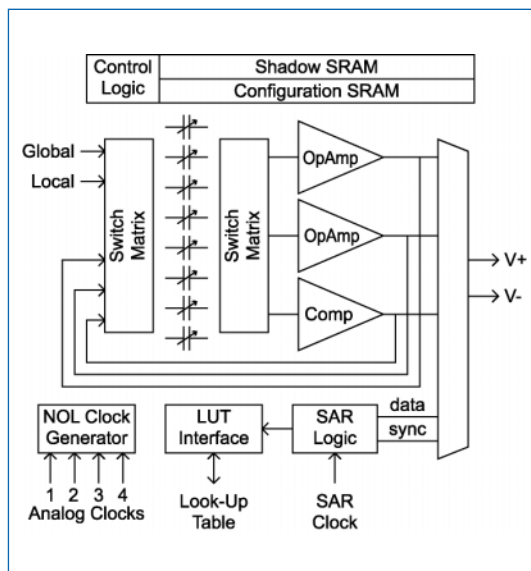 Control
Logic
Shadow SRAM
Configuration SRAM
Global
Local
Switch
Matrix
Switch
Matrix
OpAmp
OpAmp
Comp
V+
V-
NOL Clock
Generator
1 2 3 4
Analog Clocks
LUT
Interface
Look-Up
Table
SAR
Logic
SAR
Clock
data
sync